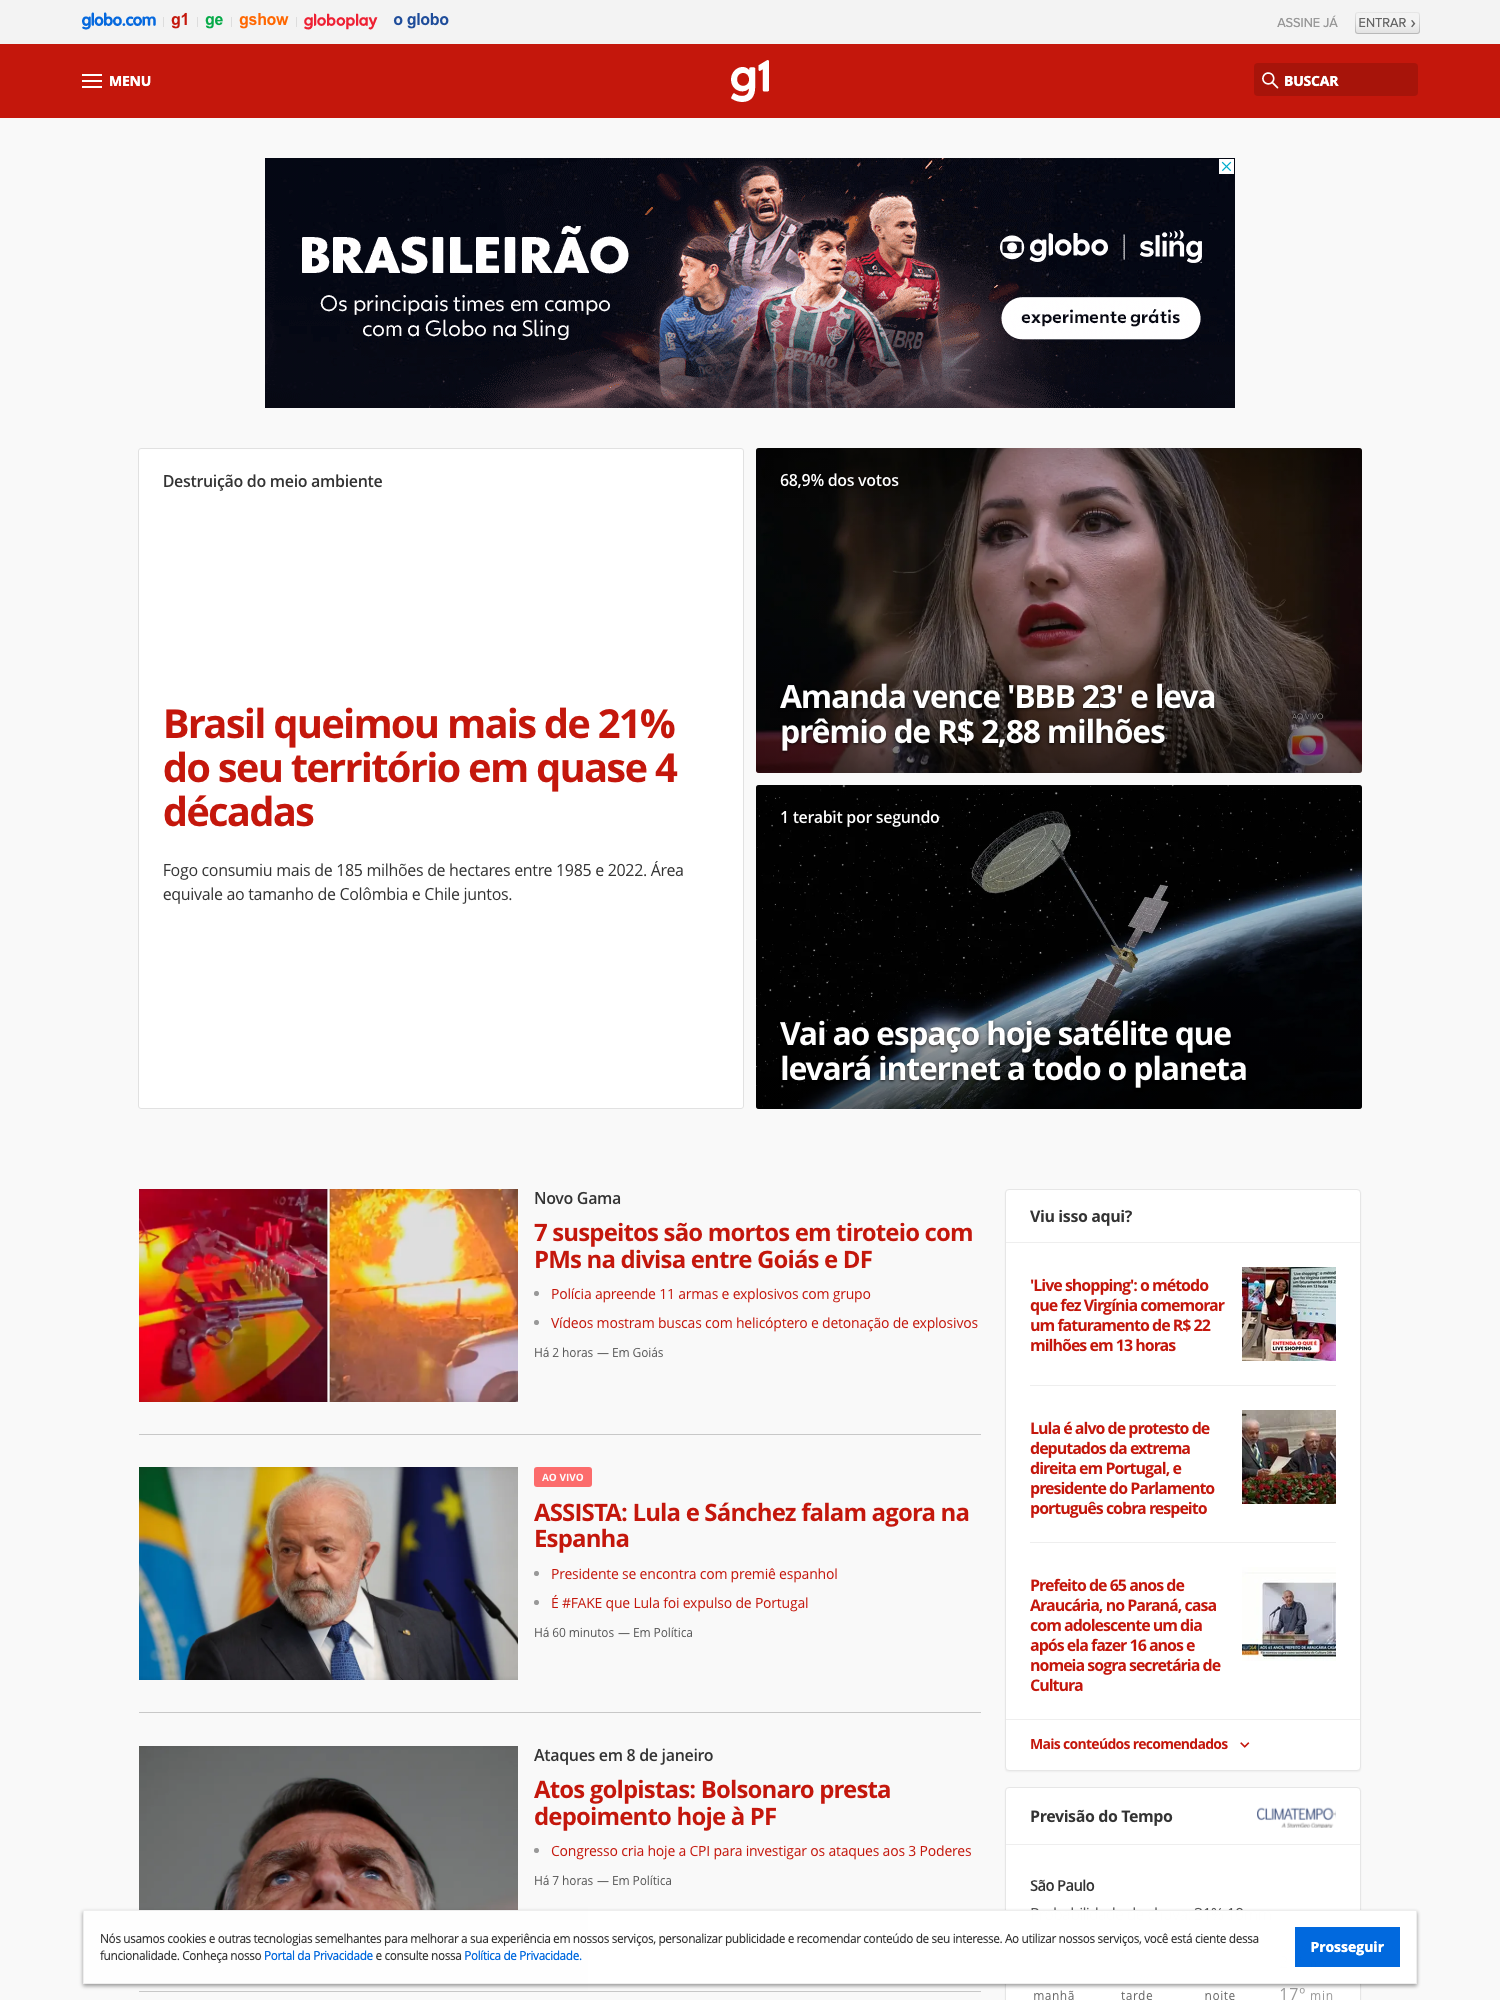 globo.com g1 ge gshow globoplay o globo
ASSINE JÁ ENTRAR ›
MENU
g1
BUSCAR
BRASILEIRÃO
Os principais times em campo
com a Globo na Sling
globo | sling
experimente grátis
BETANO
BRB
Destruição do meio ambiente
Brasil queimou mais de 21%
do seu território em quase 4
décadas
Fogo consumiu mais de 185 milhões de hectares entre 1985 e 2022. Área
equivale ao tamanho de Colômbia e Chile juntos.
68,9% dos votos
Amanda vence 'BBB 23' e leva
prêmio de R$ 2,88 milhões
AO VIVO
1 terabit por segundo
Vai ao espaço hoje satélite que
levará internet a todo o planeta
Novo Gama
7 suspeitos são mortos em tiroteio com
PMs na divisa entre Goiás e DF
Polícia apreende 11 armas e explosivos com grupo
Vídeos mostram buscas com helicóptero e detonação de explosivos
Há 2 horas — Em Goiás
AO VIVO
ASSISTA: Lula e Sánchez falam agora na
Espanha
Presidente se encontra com premiê espanhol
É #FAKE que Lula foi expulso de Portugal
Há 60 minutos — Em Política
Ataques em 8 de janeiro
Atos golpistas: Bolsonaro presta
depoimento hoje à PF
Congresso cria hoje a CPI para investigar os ataques aos 3 Poderes
Há 7 horas — Em Política
Viu isso aqui?
'Live shopping': o método
que fez Virgínia comemorar
um faturamento de R$ 22
milhões em 13 horas
ENTENDA O QUE É
LIVE SHOPPING
Lula é alvo de protesto de
deputados da extrema
direita em Portugal, e
presidente do Parlamento
português cobra respeito
Prefeito de 65 anos de
Araucária, no Paraná, casa
com adolescente um dia
após ela fazer 16 anos e
nomeia sogra secretária de
Cultura
Mais conteúdos recomendados
Previsão do Tempo
CLIMATEMPO
A StormGeo Company
São Paulo
Nós usamos cookies e outras tecnologias semelhantes para melhorar a sua experiência em nossos serviços, personalizar publicidade e recomendar conteúdo de seu interesse. Ao utilizar nossos serviços, você está ciente dessa
funcionalidade. Conheça nosso Portal da Privacidade e consulte nossa Política de Privacidade.
Prosseguir
manhã tarde noite 17º min